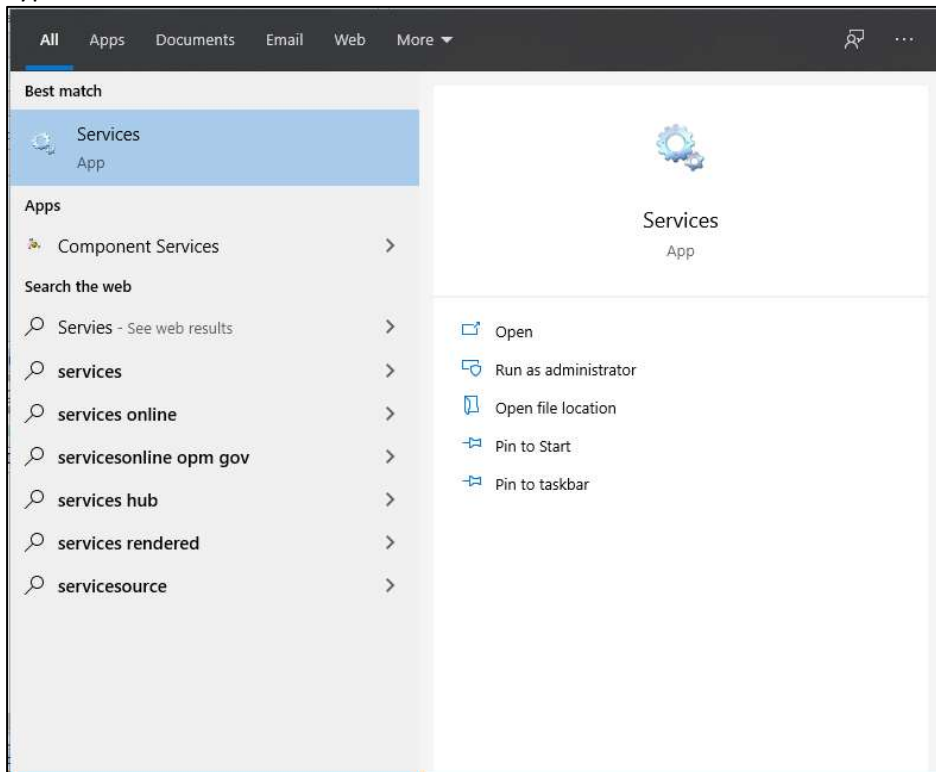 All Apps Documents Email Web More
Best match
Services
App
Apps
Component Services
Search the web
Servies - See web results
services
services online
servicesonline opm gov
services hub
services rendered
servicesource
Services
App
Open
Run as administrator
Open file location
Pin to Start
Pin to taskbar